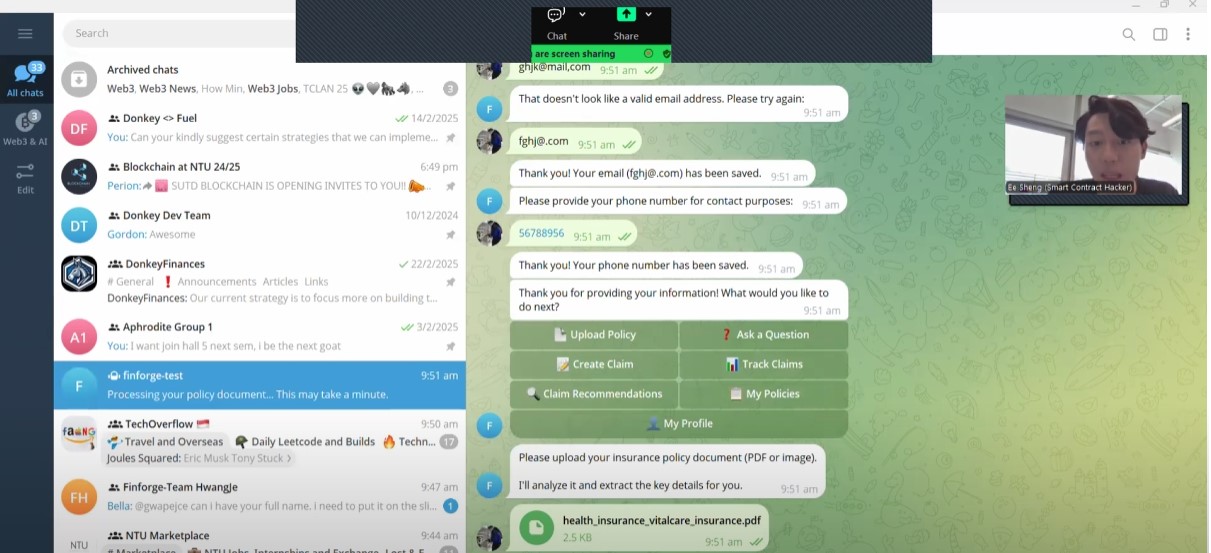 Chat
Share
are screen sharing
Search
33
All chats
3
Web3 & AI
Edit
Archived chats
Web3, Web3 News, How Min, Web3 Jobs, TCLAN 25
...
3
Donkey <> Fuel
14/2/2025
You: Can your kindly suggest certain strategies that we can impleme...
Blockchain at NTU 24/25
6:49 pm
Perion: SUTD BLOCKCHAIN IS OPENING INVITES TO YOU!! ...
DT
Donkey Dev Team
10/12/2024
Gordon: Awesome
DonkeyFinances
22/2/2025
# General Announcements Articles Links
DonkeyFinances: Our current strategy is to focus more on building t...
A1
Aphrodite Group 1
3/2/2025
You: I want join hall 5 next sem, i be the next goat
F
finforge-test
9:51 am
Processing your policy document... This may take a minute.
TechOverflow
9:50 am
Travel and Overseas Daily Leetcode and Builds Techn...
17
Joules Squared: Eric Musk Tony Stuck >
FH
Finforge-Team Hwangle
9:47 am
Bella: @gwapejce can i have your full name. i need to put it on the sli...
1
NTU
NTU Marketplace
9:44 am
DF
ghjk@mail,com 9:51 am
That doesn't look like a valid email address. Please try again:
9:51 am
F
fghj@.com 9:51 am
Thank you! Your email (fghj@.com) has been saved. 9:51 am
F
Please provide your phone number for contact purposes: 9:51 am
56788956 9:51 am
Thank you! Your phone number has been saved. 9:51 am
Thank you for providing your information! What would you like to
do next?
9:51 am
Upload Policy
❓ Ask a Question
Create Claim
Track Claims
Claim Recommendations
My Policies
My Profile
F
Please upload your insurance policy document (PDF or image).
I'll analyze it and extract the key details for you. 9:51 am
F
health_insurance_vitalcare_insurance.pdf
2.5 KB
9:51 am
Ee Sheng (Smart Contract Hacker)